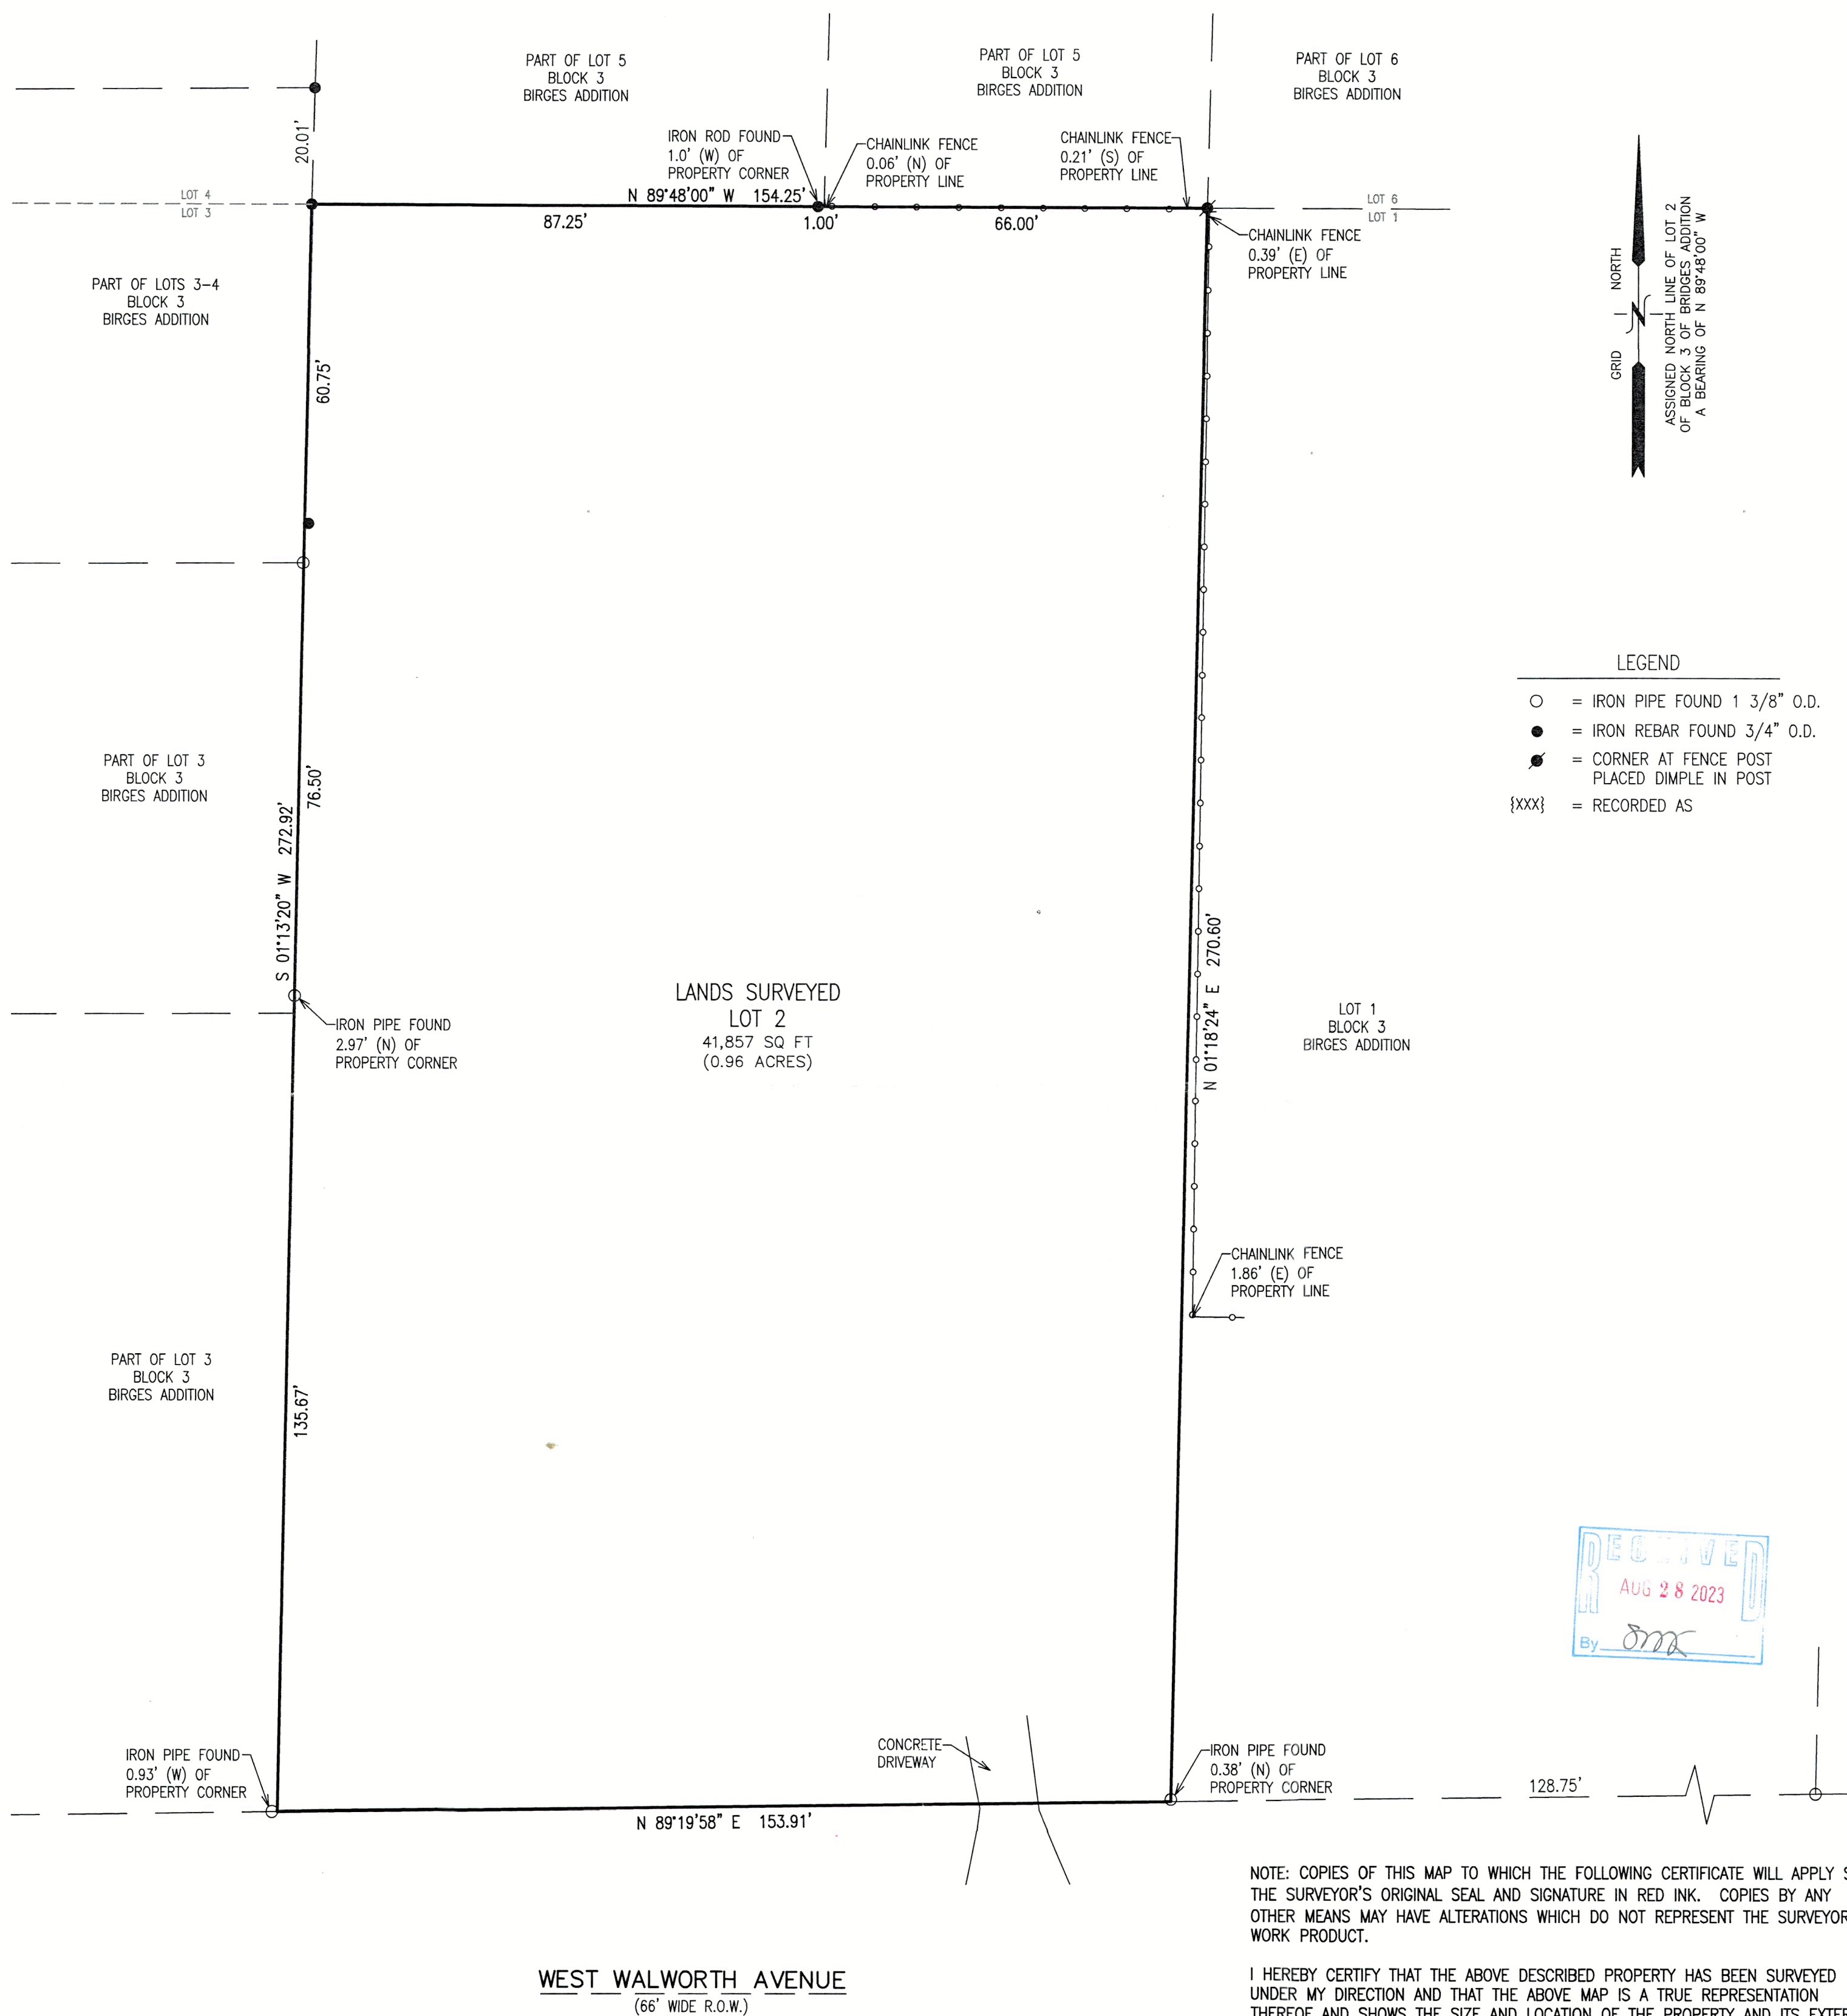 PART OF LOT 5
BLOCK 3
BIRGES ADDITION
PART OF LOT 5
BLOCK 3
BIRGES ADDITION
PART OF LOT 6
BLOCK 3
BIRGES ADDITION
20.01'
IRON ROD FOUND
1.0' (W) OF
PROPERTY CORNER
CHAINLINK FENCE
0.06' (N) OF
PROPERTY LINE
CHAINLINK FENCE
0.21' (S) OF
PROPERTY LINE
LOT 4
LOT 3
N 89°48'00" W 154.25'
87.25'
1.00'
66.00'
LOT 6
LOT 1
CHAINLINK FENCE
0.39' (E) OF
PROPERTY LINE
GRID NORTH
N
ASSIGNED NORTH LINE OF LOT 2
OF BLOCK 3 OF BRIDGES ADDITION
A BEARING OF N 89°48'00" W
PART OF LOTS 3-4
BLOCK 3
BIRGES ADDITION
60.75'
LEGEND
= IRON PIPE FOUND 1 3/8" O.D.
= IRON REBAR FOUND 3/4" O.D.
= CORNER AT FENCE POST
PLACED DIMPLE IN POST
{XXX} = RECORDED AS
PART OF LOT 3
BLOCK 3
BIRGES ADDITION
76.50'
S 01°13'20" W 272.92'
IRON PIPE FOUND
2.97' (N) OF
PROPERTY CORNER
LANDS SURVEYED
LOT 2
41,857 SQ FT
(0.96 ACRES)
N 01°18'24" E 270.60'
LOT 1
BLOCK 3
BIRGES ADDITION
CHAINLINK FENCE
1.86' (E) OF
PROPERTY LINE
PART OF LOT 3
BLOCK 3
BIRGES ADDITION
135.67'
RECEIVED
AUG 28 2023
By
IRON PIPE FOUND
0.93' (W) OF
PROPERTY CORNER
CONCRETE
DRIVEWAY
IRON PIPE FOUND
0.38' (N) OF
PROPERTY CORNER
128.75'
N 89°19'58" E 153.91'
NOTE: COPIES OF THIS MAP TO WHICH THE FOLLOWING CERTIFICATE WILL APPLY
THE SURVEYOR'S ORIGINAL SEAL AND SIGNATURE IN RED INK. COPIES BY ANY
OTHER MEANS MAY HAVE ALTERATIONS WHICH DO NOT REPRESENT THE SURVEYOR
WORK PRODUCT.
I HEREBY CERTIFY THAT THE ABOVE DESCRIBED PROPERTY HAS BEEN SURVEYED
UNDER MY DIRECTION AND THAT THE ABOVE MAP IS A TRUE REPRESENTATION
THEREOF AND SHOWS THE SIZE AND LOCATION OF THE PROPERTY AND ITS
WEST WALWORTH AVENUE
(66' WIDE R.O.W.)